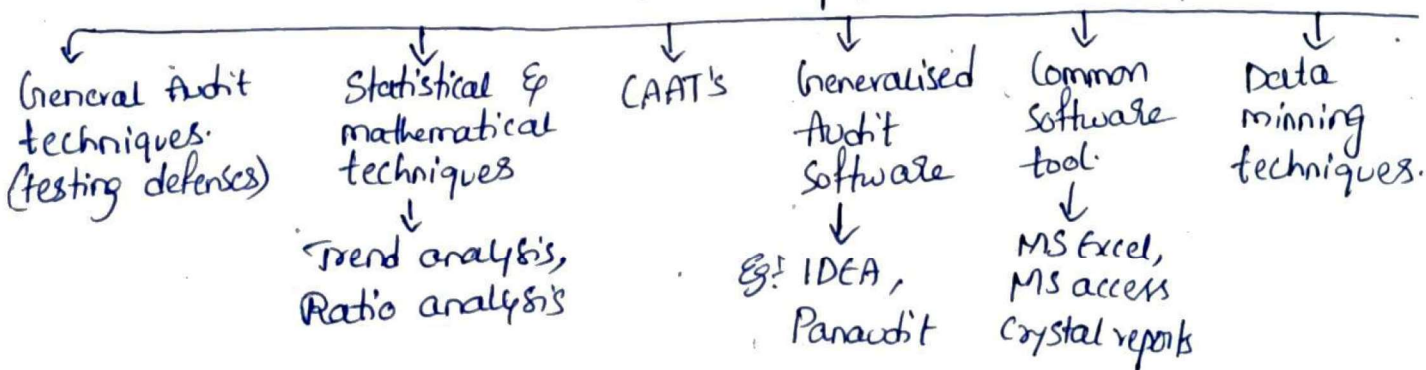 General Audit
techniques.
(testing defenses)
Statistical &
mathematical
techniques
Trend analysis,
Ratio analysis
CAAT's
Generalised
Audit
Software
Eg: IDEA,
Panaudit
Common
Software
tool.
MS Excel,
MS access
Crystal reports
Data
minning
techniques.